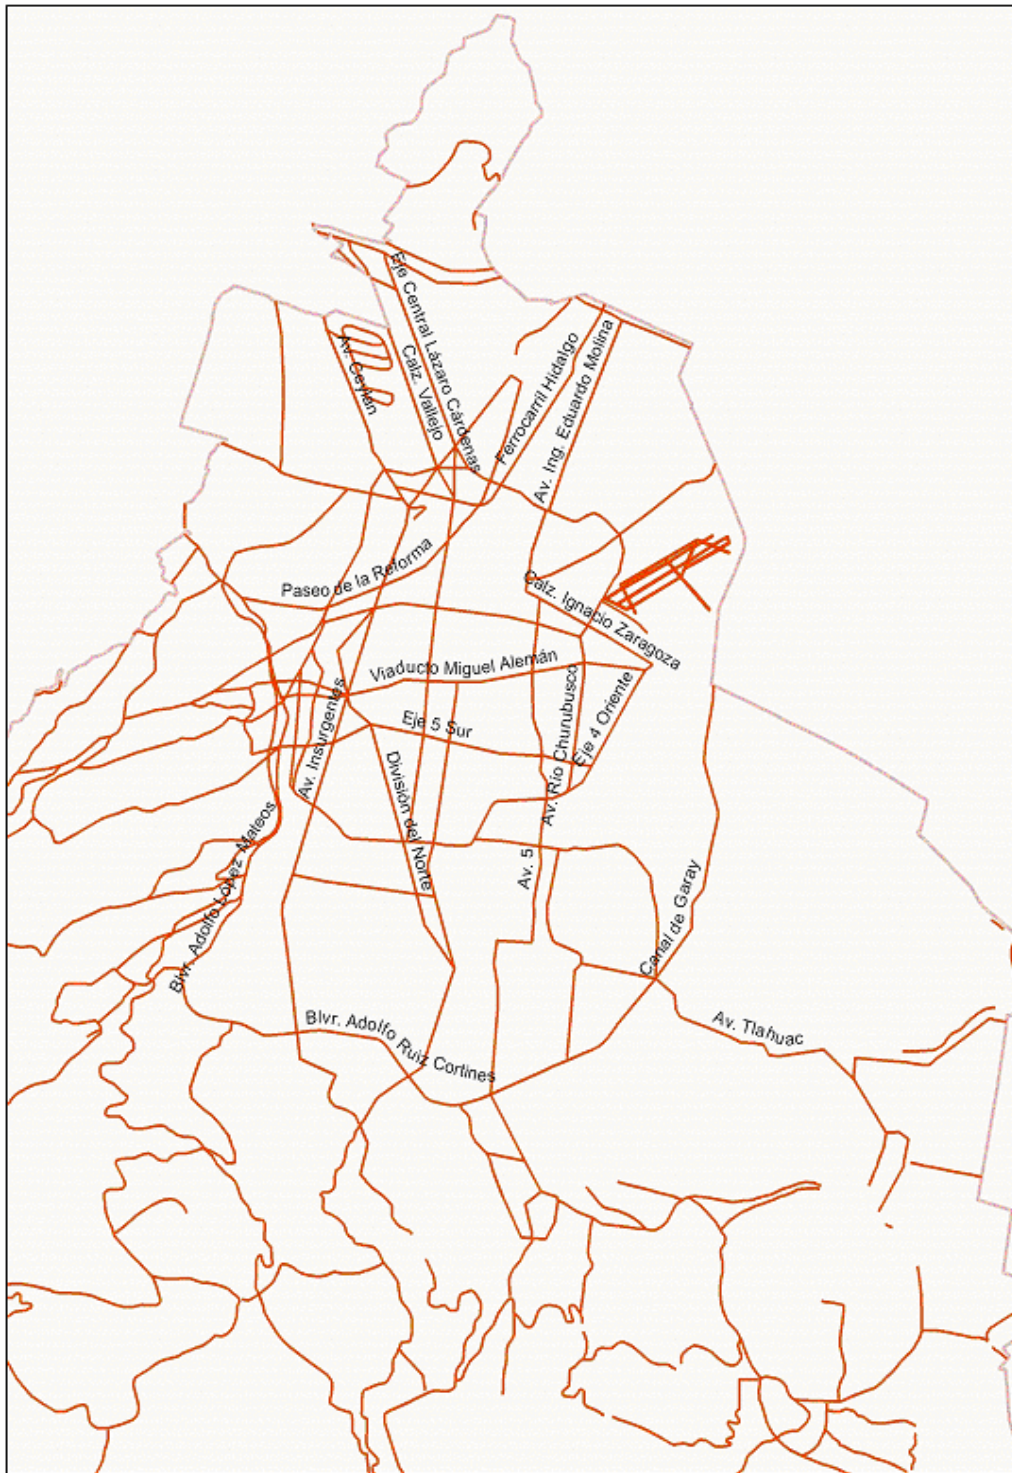 Eje Central Lázaro Cárdenas
Av. Ceylán
Calz. Vallejo
Ferrocarril Hidalgo
Av. Ing. Eduardo Molina
Paseo de la Reforma
Calz. Ignacio Zaragoza
Viaducto Miguel Alemán
Av. Insurgentes
Eje 5 Sur
Av. Río Churubusco
Eje 4 Oriente
División del Norte
Blvr. Adolfo López Mateos
Av. 5
Canal de Garay
Blvr. Adolfo Ruiz Cortines
Av. Tlahuac